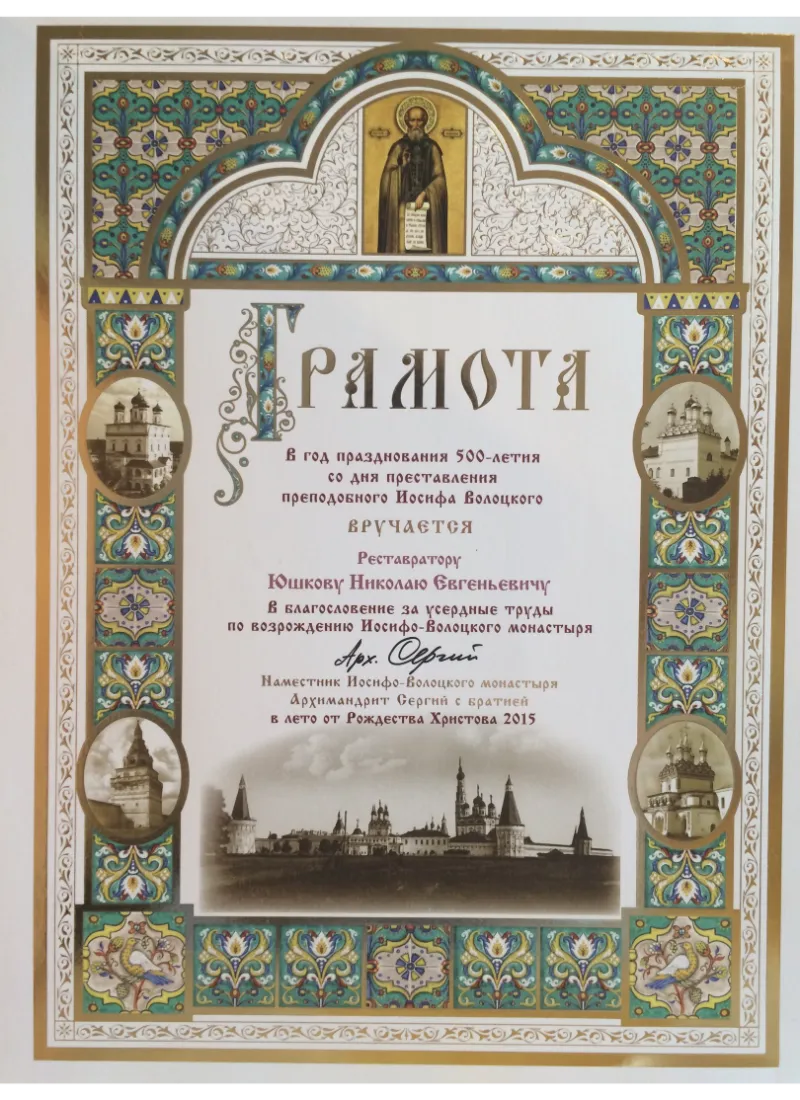 Грамота
В год празднования 500-летия
со дня преставления
преподобного Иосифа Волоцкого
вручается
Реставратору
Юшкову Николаю Евгеньевичу
В благословение за усердные труды
по возрождению Иосифо-Волоцкого монастыря
Арх. Сергий
Наместник Иосифо-Волоцкого монастыря
Архимандрит Сергий с братией
в лето от Рождества Христова 2015